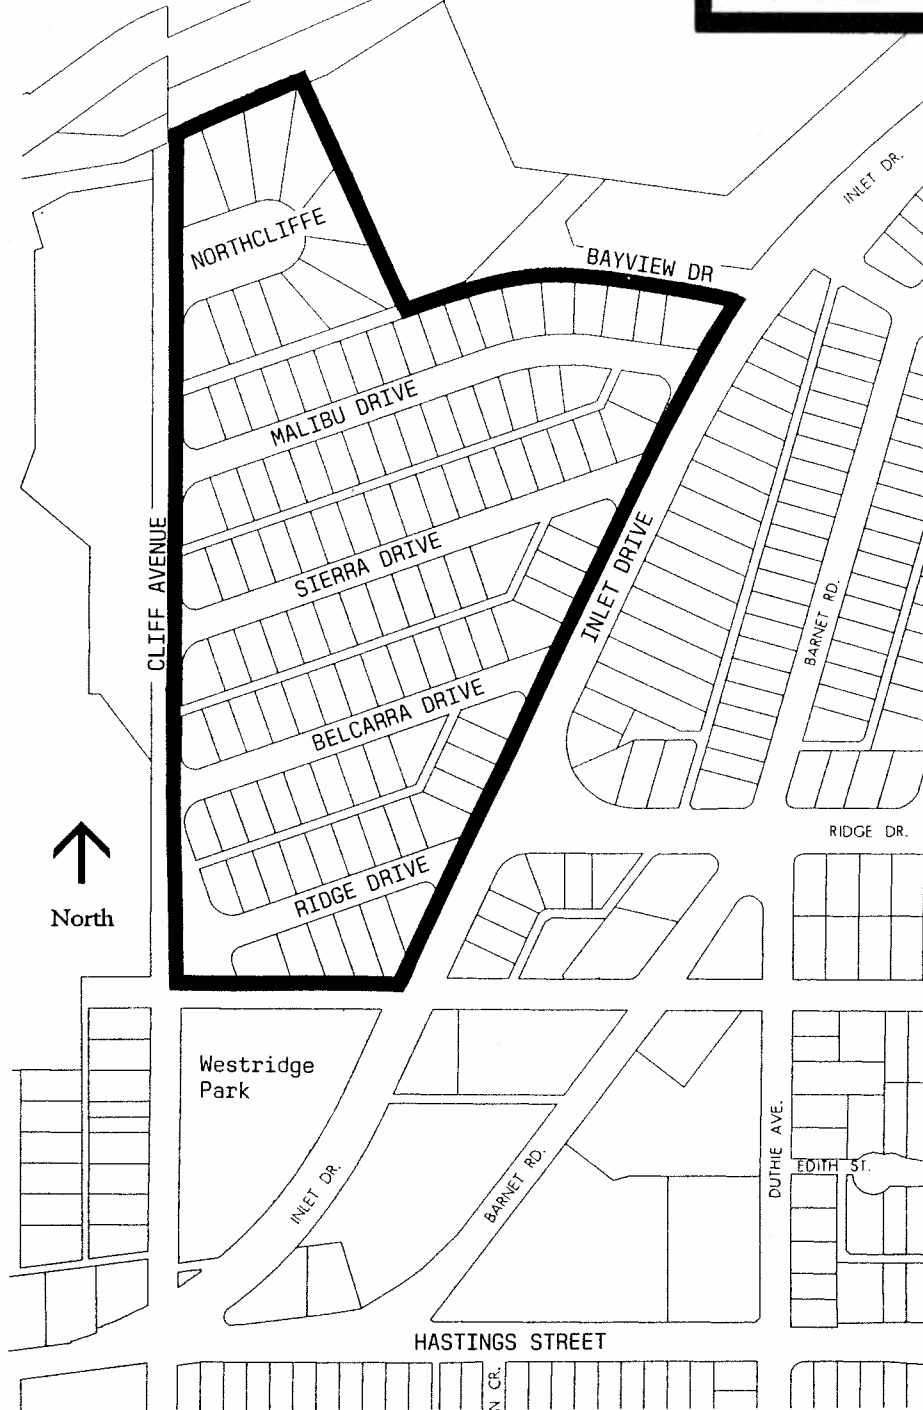 INLET DR.
NORTHCLIFFE
BAYVIEW DR
MALIBU DRIVE
CLIFF AVENUE
SIERRA DRIVE
INLET DRIVE
BARNET RD.
BELCARRA DRIVE
RIDGE DR.
RIDGE DRIVE
North
Westridge
Park
DUTHIE AVE.
EDITH ST.
INLET DR.
BARNET RD.
HASTINGS STREET